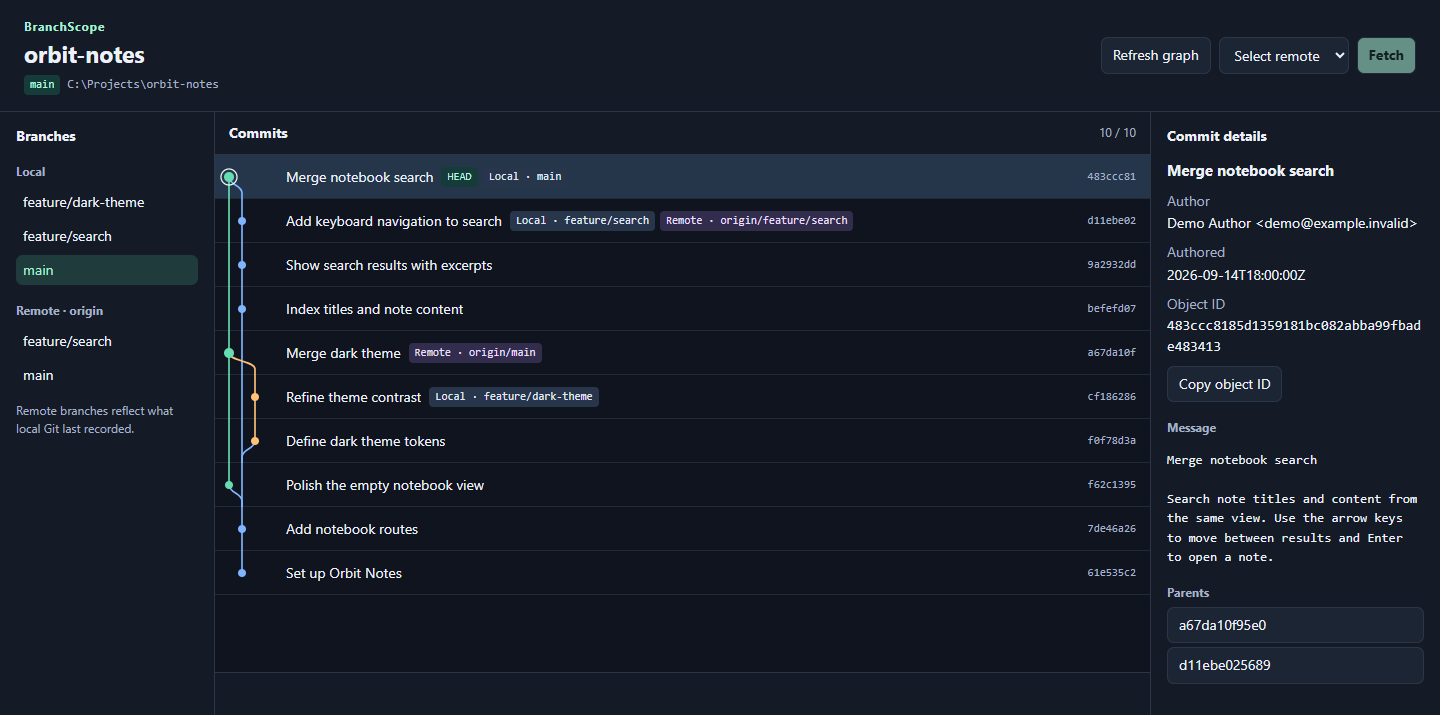 BranchScope
orbit-notes
main C:\Projects\orbit-notes
Refresh graph
Select remote
Fetch
Branches
Local
feature/dark-theme
feature/search
main
Remote · origin
feature/search
main
Remote branches reflect what
local Git last recorded.
Commits 10 / 10
Merge notebook search HEAD Local · main 483ccc81
Add keyboard navigation to search Local · feature/search Remote · origin/feature/search d11ebe02
Show search results with excerpts 9a2932dd
Index titles and note content befefd07
Merge dark theme Remote · origin/main a67da10f
Refine theme contrast Local · feature/dark-theme cf186286
Define dark theme tokens f0f78d3a
Polish the empty notebook view f62c1395
Add notebook routes 7de46a26
Set up Orbit Notes 61e535c2
Commit details
Merge notebook search
Author
Demo Author <demo@example.invalid>
Authored
2026-09-14T18:00:00Z
Object ID
483ccc8185d1359181bc082abba99fbad
e483413
Copy object ID
Message
Merge notebook search
Search note titles and content from
the same view. Use the arrow keys
to move between results and Enter
to open a note.
Parents
a67da10f95e0
d11ebe025689